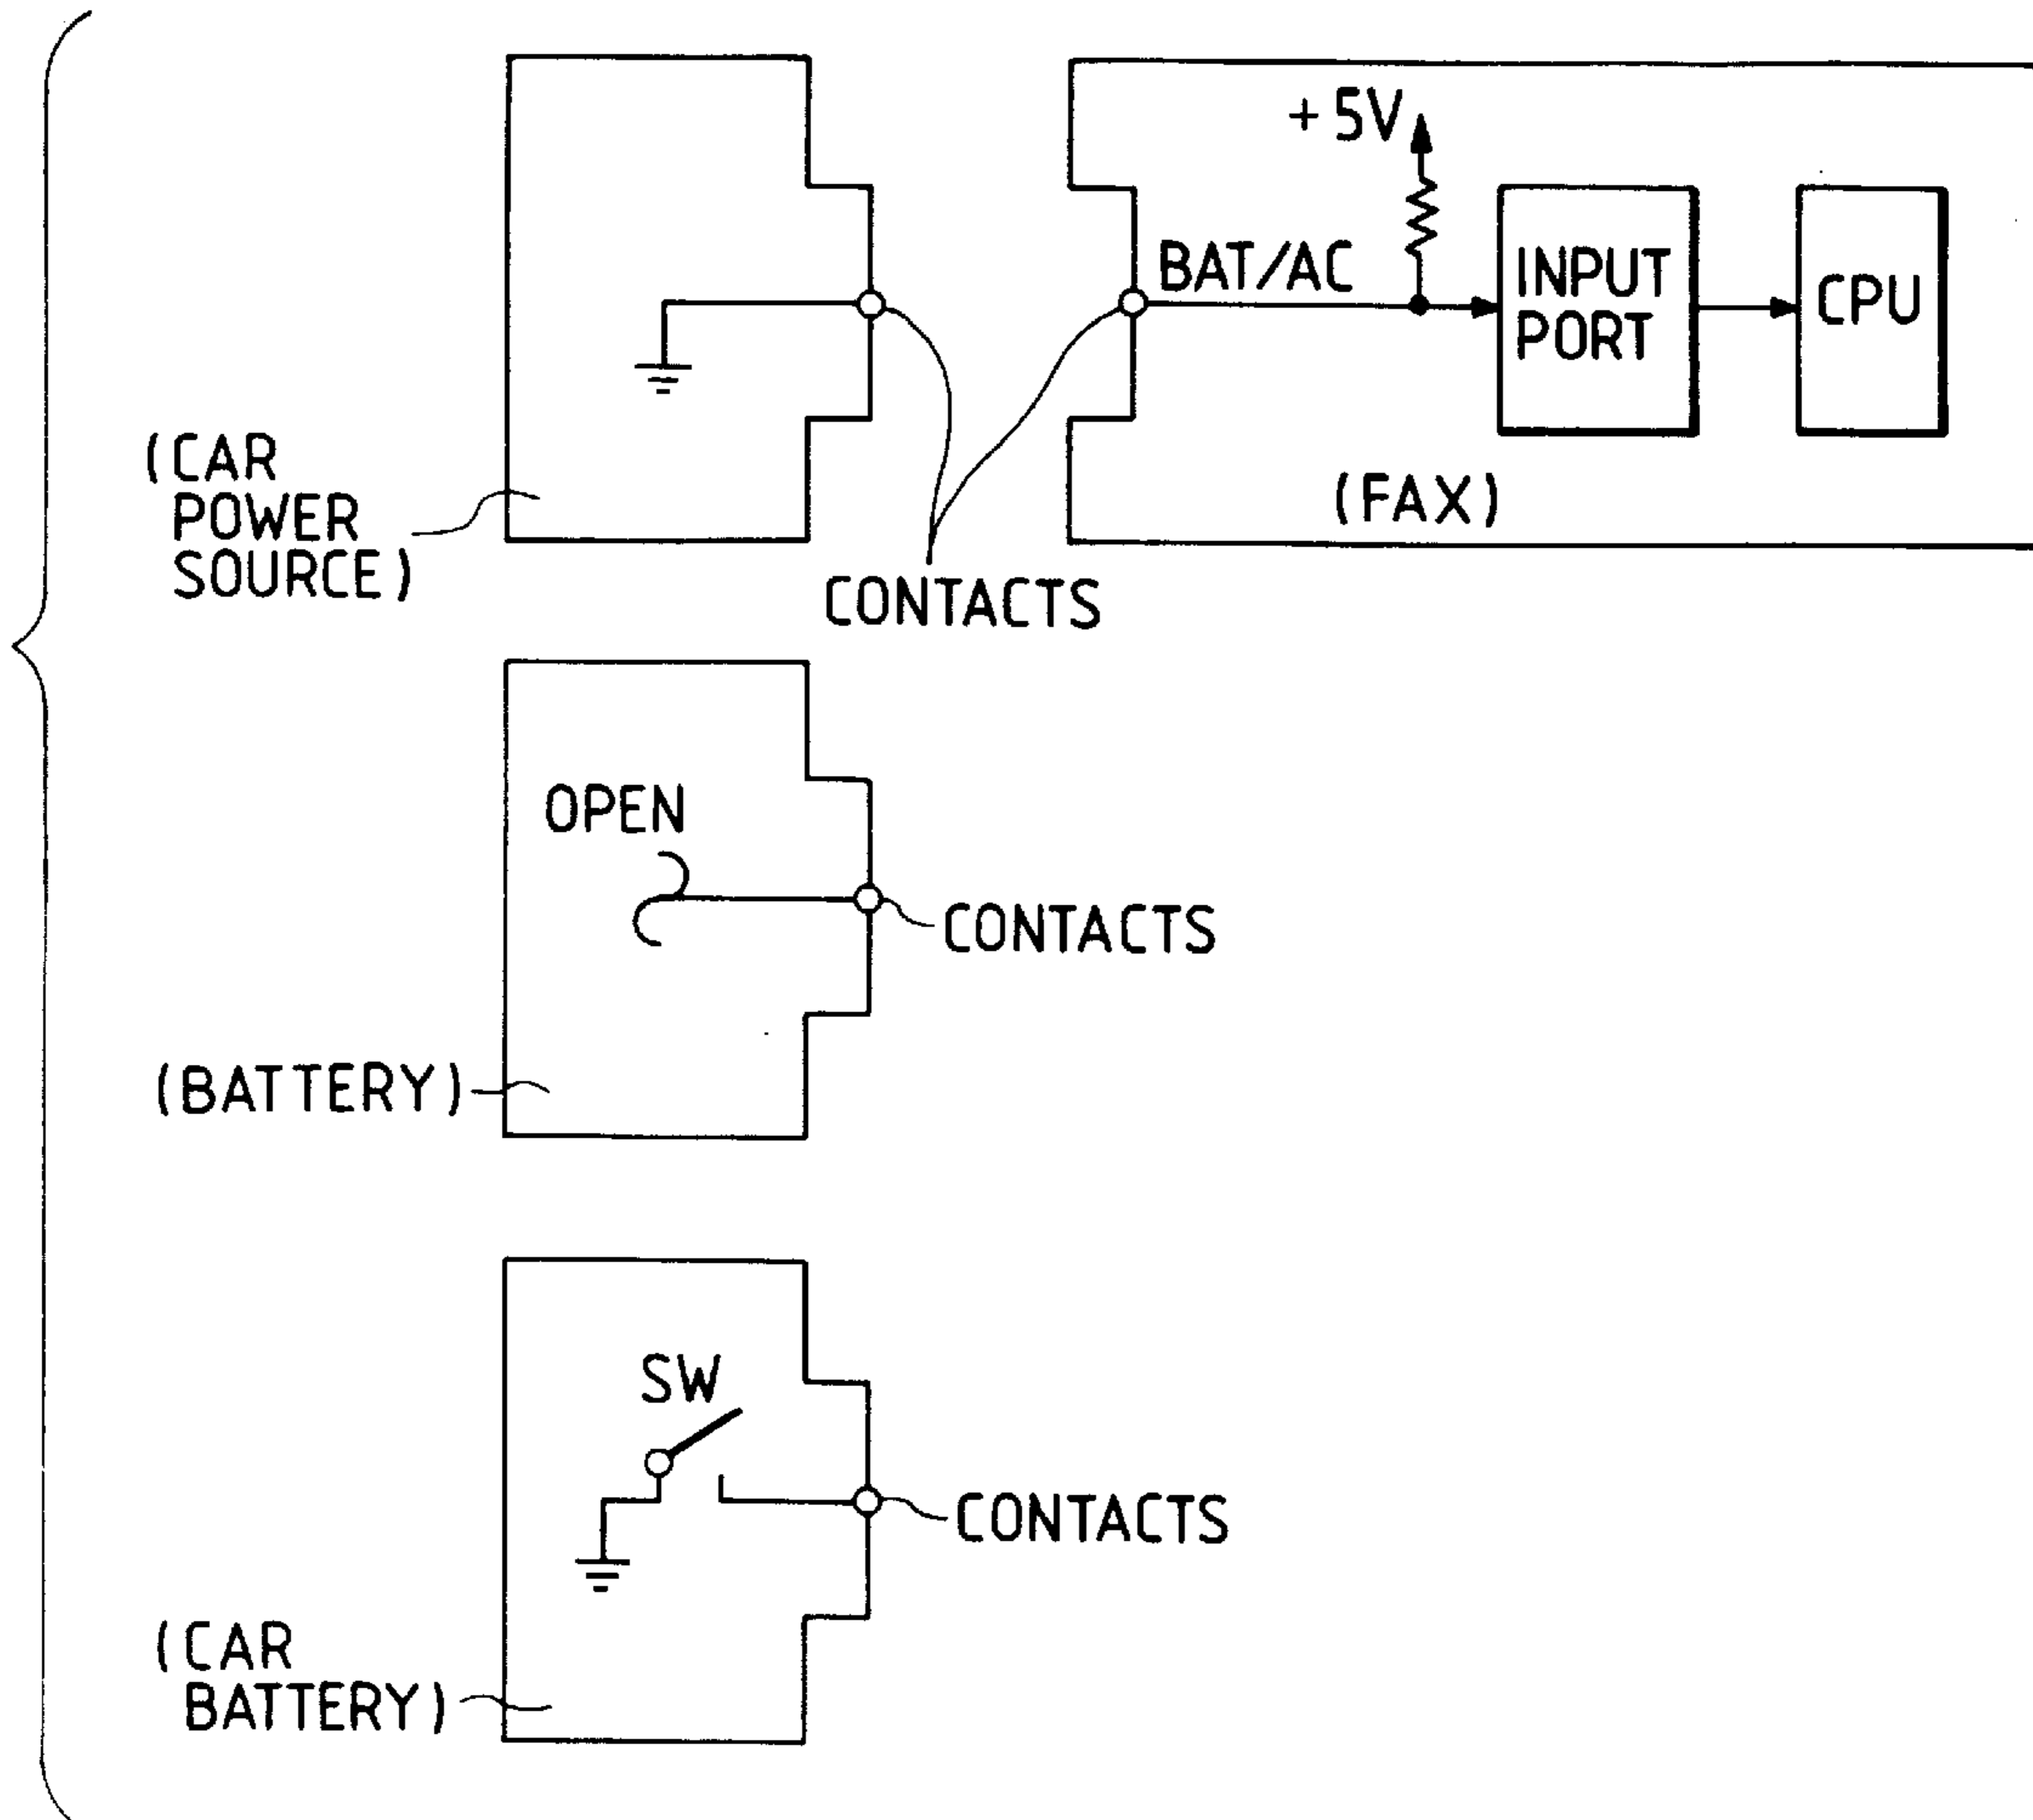 +5V
BAT/AC
INPUT
PORT
CPU
(CAR
POWER
SOURCE)
(FAX)
CONTACTS
OPEN
CONTACTS
(BATTERY)
SW
CONTACTS
(CAR
BATTERY)